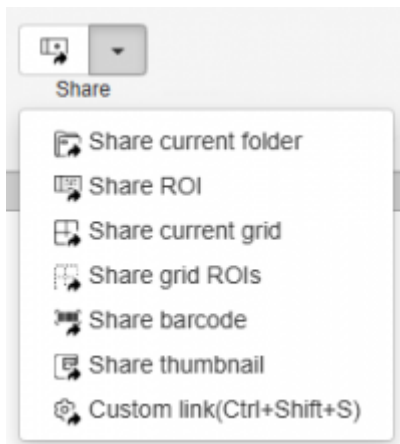 Share
Share current folder
Share ROI
Share current grid
Share grid ROIs
Share barcode
Share thumbnail
Custom link(Ctrl+Shift+S)